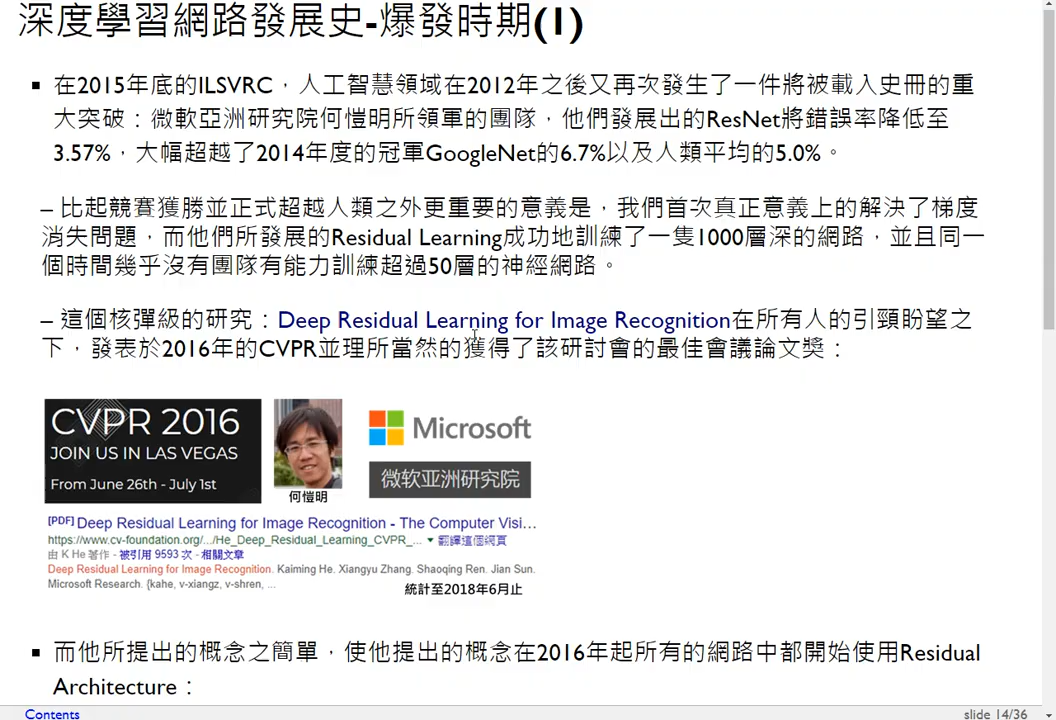 深度學習網路發展史-爆發時期(1)
在2015年底的ILSVRC，人工智慧領域在2012年之後又再次發生了一件將被載入史冊的重
大突破：微軟亞洲研究院何愷明所領軍的團隊，他們發展出的ResNet將錯誤率降低至
3.57%，大幅超越了2014年度的冠軍GoogleNet的6.7%以及人類平均的5.0%。
– 比起競賽獲勝並正式超越人類之外更重要的意義是，我們首次真正意義上的解決了梯度
消失問題，而他們所發展的Residual Learning成功地訓練了一隻1000層深的網路，並且同一
個時間幾乎沒有團隊有能力訓練超過50層的神經網路。
– 這個核彈級的研究：Deep Residual Learning for Image Recognition在所有人的引頸盼望之
下，發表於2016年的CVPR並理所當然的獲得了該研討會的最佳會議論文獎：
CVPR 2016
JOIN US IN LAS VEGAS
From June 26th - July 1st
何愷明
Microsoft
微软亚洲研究院
[PDF] Deep Residual Learning for Image Recognition - The Computer Visi...
https://www.cv-foundation.org/.../He_Deep_Residual_Learning_CVPR_... ▼ 翻譯這個網頁
由 K He 著作 - 被引用 9593 次 - 相關文章
Deep Residual Learning for Image Recognition. Kaiming He. Xiangyu Zhang. Shaoqing Ren. Jian Sun.
Microsoft Research. {kahe, v-xiangz, v-shren, ...
統計至2018年6月止
而他所提出的概念之簡單，使他提出的概念在2016年起所有的網路中都開始使用Residual
Architecture：
Contents
slide 14/36